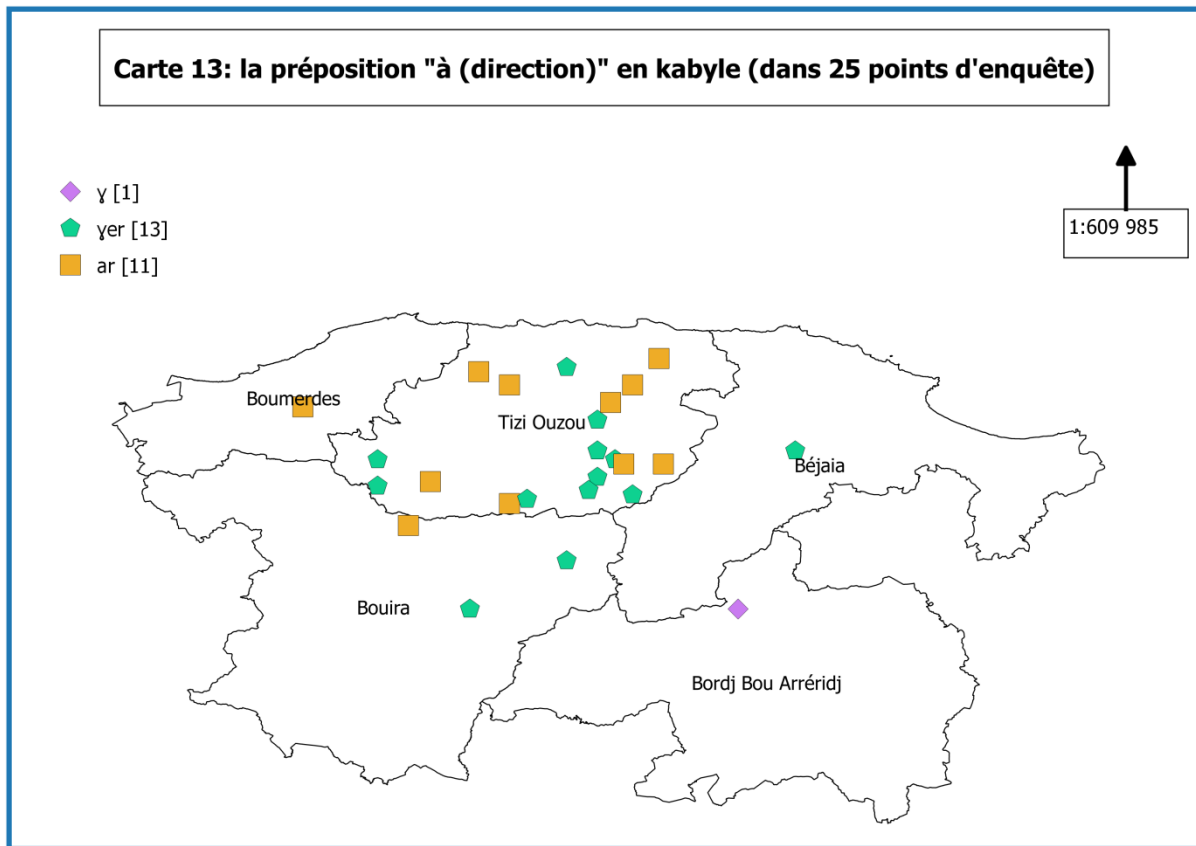 Carte 13: la préposition "à (direction)" en kabyle (dans 25 points d'enquête)
ɣ [1]
ɣer [13]
ar [11]
1:609 985
Boumerdes
Tizi Ouzou
Béjaia
Bouira
Bordj Bou Arréridj